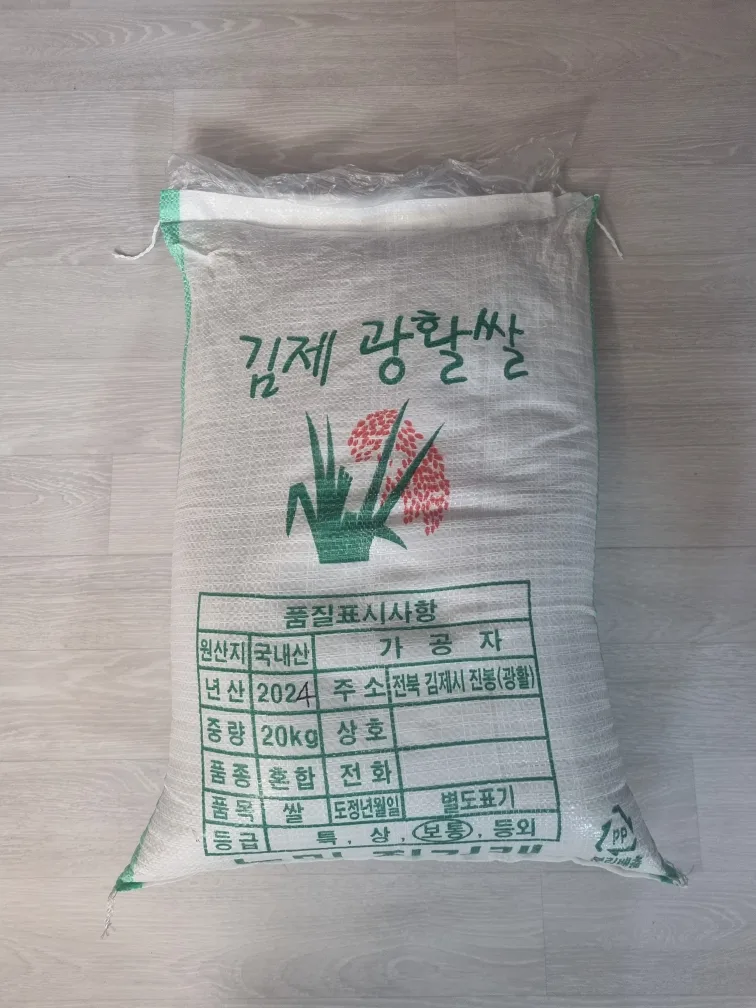 김제 광활쌀
품질표시사항
원산지 국내산 가 공 자
년 산 2024 주 소 전북 김제시 진봉(광활)
중 량 20kg 상 호
품 종 혼합 전 화
품 목 쌀 도정년월일 별도표기
등급 특, 상, 보통, 등외
PP